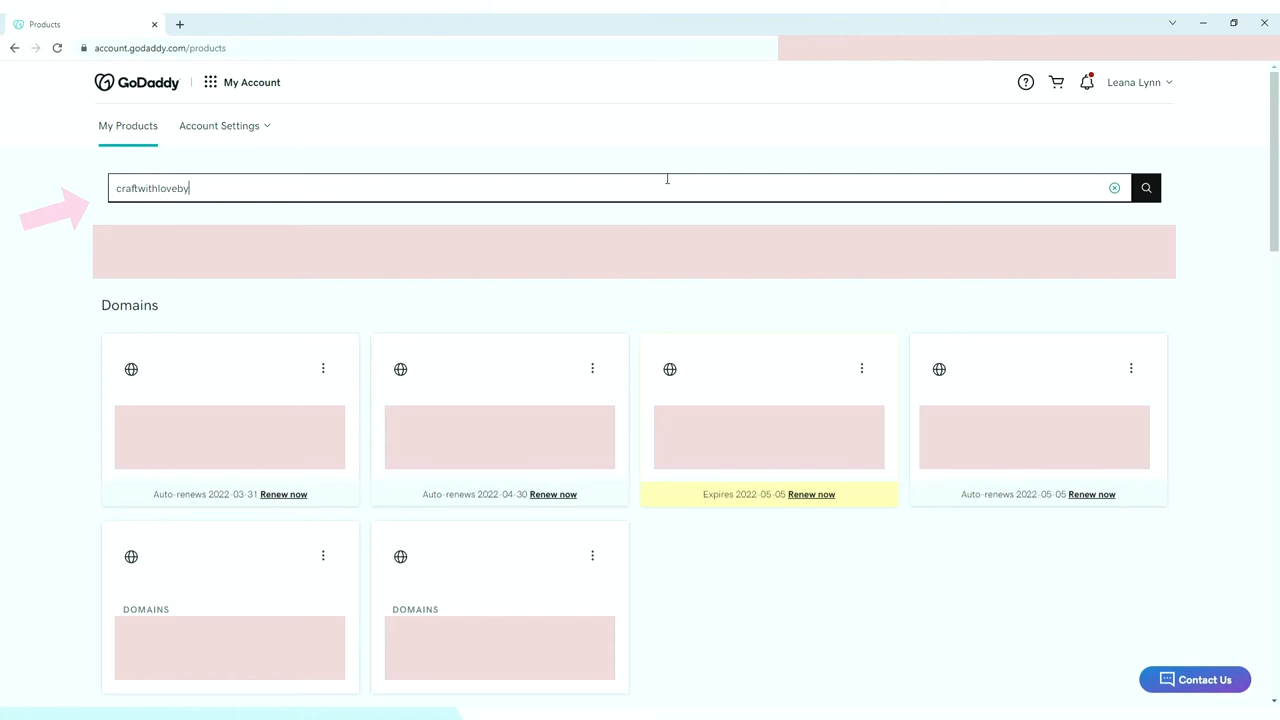 Products
account.godaddy.com/products
GoDaddy
My Account
Leana Lynn
My Products
Account Settings
craftwithloveby
Domains
Auto-renews 2022-03-31 Renew now
Auto-renews 2022-04-30 Renew now
Expires 2022-05-05 Renew now
Auto-renews 2022-05-05 Renew now
DOMAINS
DOMAINS
Contact Us